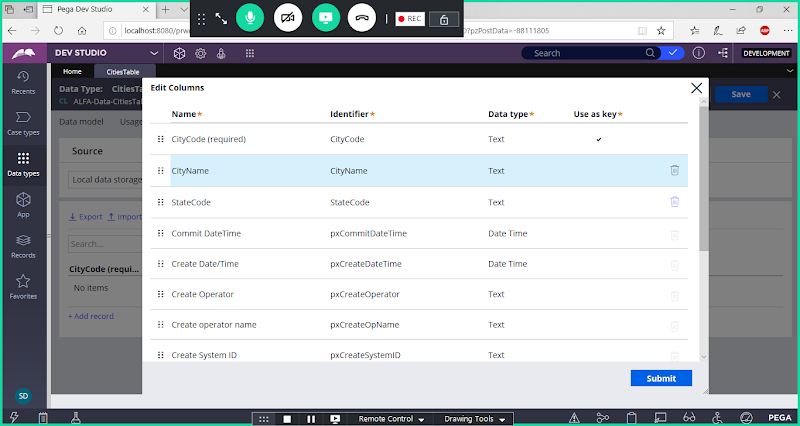 Pega Dev Studio
REC
localhost:8080/prw
0?pzPostData=-88111805
ABP
DEV STUDIO
Search
DEVELOPMENT
Recents
Case types
Data types
App
Records
Favorites
SD
Home
CitiesTable
Data Type: CitiesTa
CL ALFA-Data-CitiesTab
Save
Data model
Usage
Source
Local data storage
Export
Import
Search...
CityCode (requi...
No items
+ Add record
Edit Columns
Name* Identifier* Data type* Use as key*
CityCode (required) CityCode Text
CityName CityName Text
StateCode StateCode Text
Commit DateTime pxCommitDateTime Date Time
Create Date/Time pxCreateDateTime Date Time
Create Operator pxCreateOperator Text
Create operator name pxCreateOpName Text
Create System ID pxCreateSystemID Text
Submit
Remote Control
Drawing Tools
PEGA